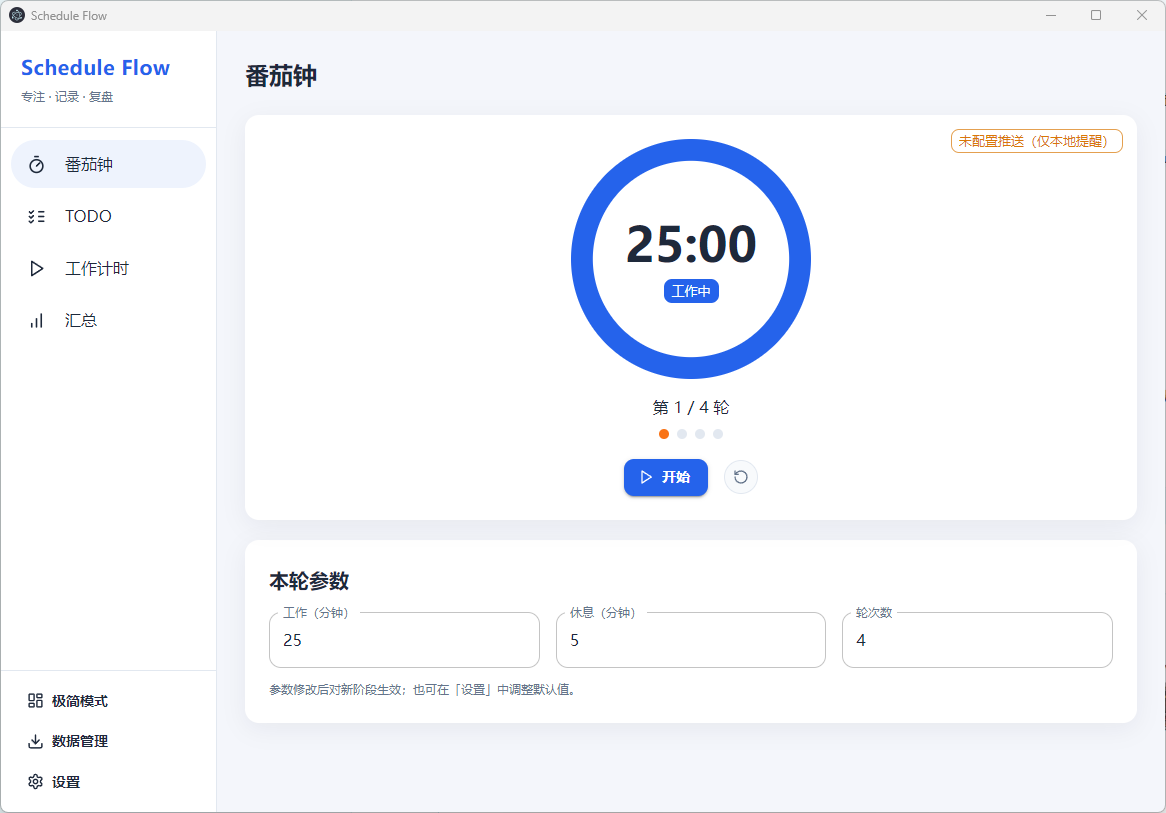 Schedule Flow
Schedule Flow
专注 · 记录 · 复盘
番茄钟
TODO
工作计时
汇总
极简模式
数据管理
设置
番茄钟
未配置推送（仅本地提醒）
25:00
工作中
第 1 / 4 轮
开始
本轮参数
工作（分钟）
25
休息（分钟）
5
轮次数
4
参数修改后对新阶段生效；也可在「设置」中调整默认值。